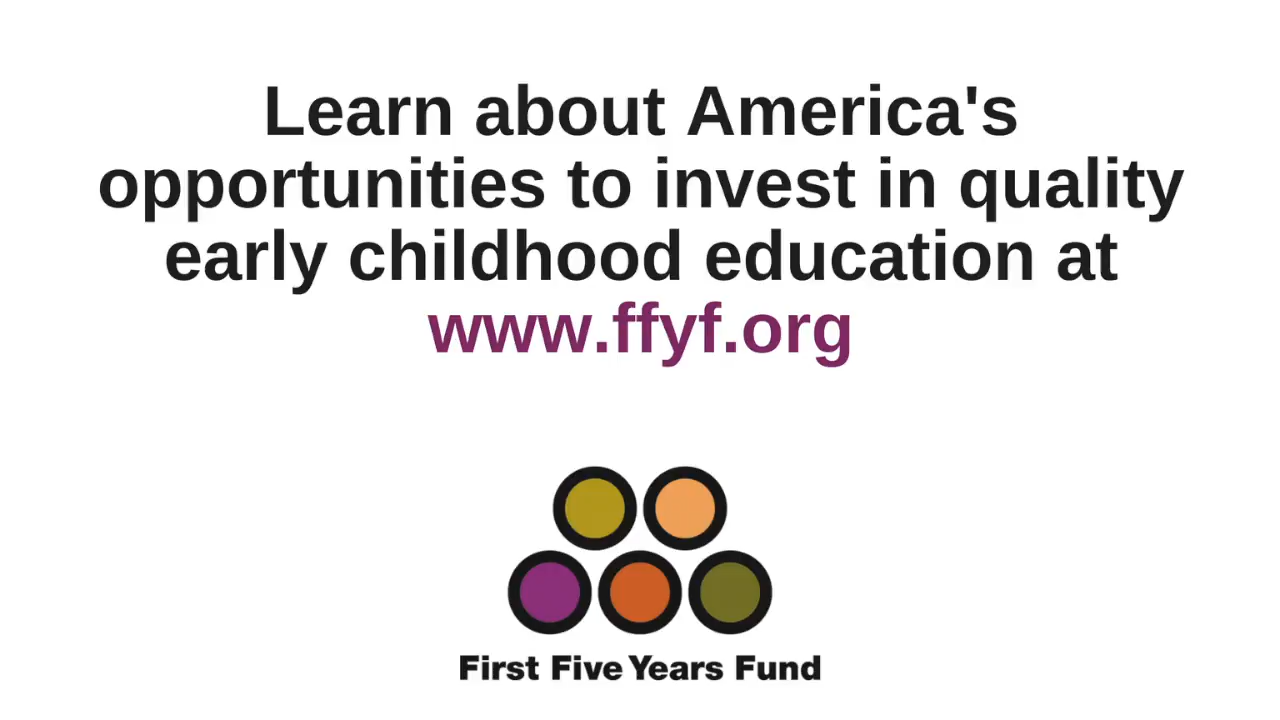 Learn about America's
opportunities to invest in quality
early childhood education at
www.ffyf.org
First Five Years Fund